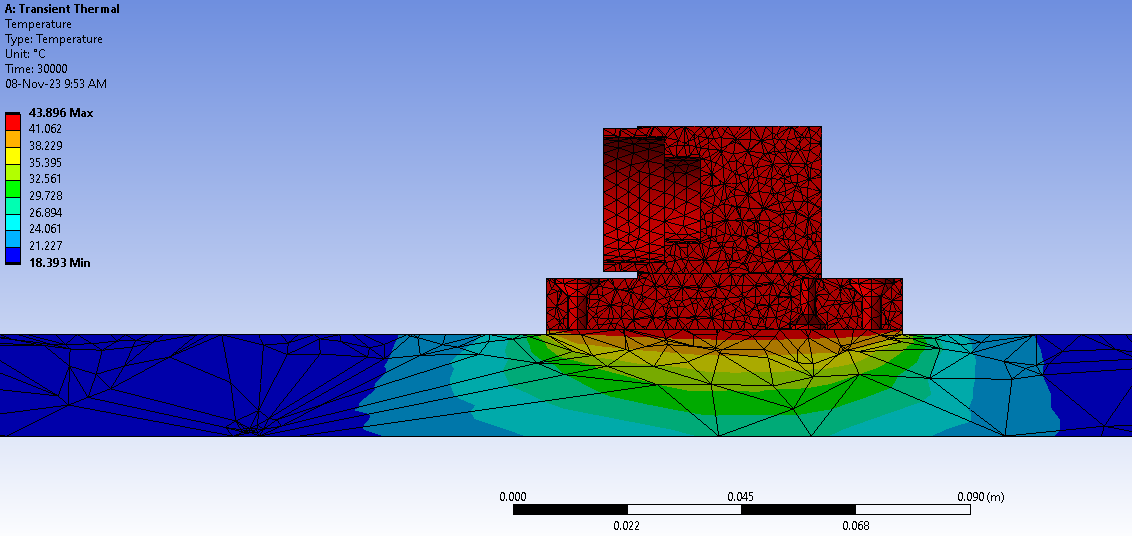 A: Transient Thermal
Temperature
Type: Temperature
Unit: °C
Time: 30000
08-Nov-23 9:53 AM
43.896 Max
41.062
38.229
35.395
32.561
29.728
26.894
24.061
21.227
18.393 Min
0.000 0.045 0.090 (m)
0.022 0.068